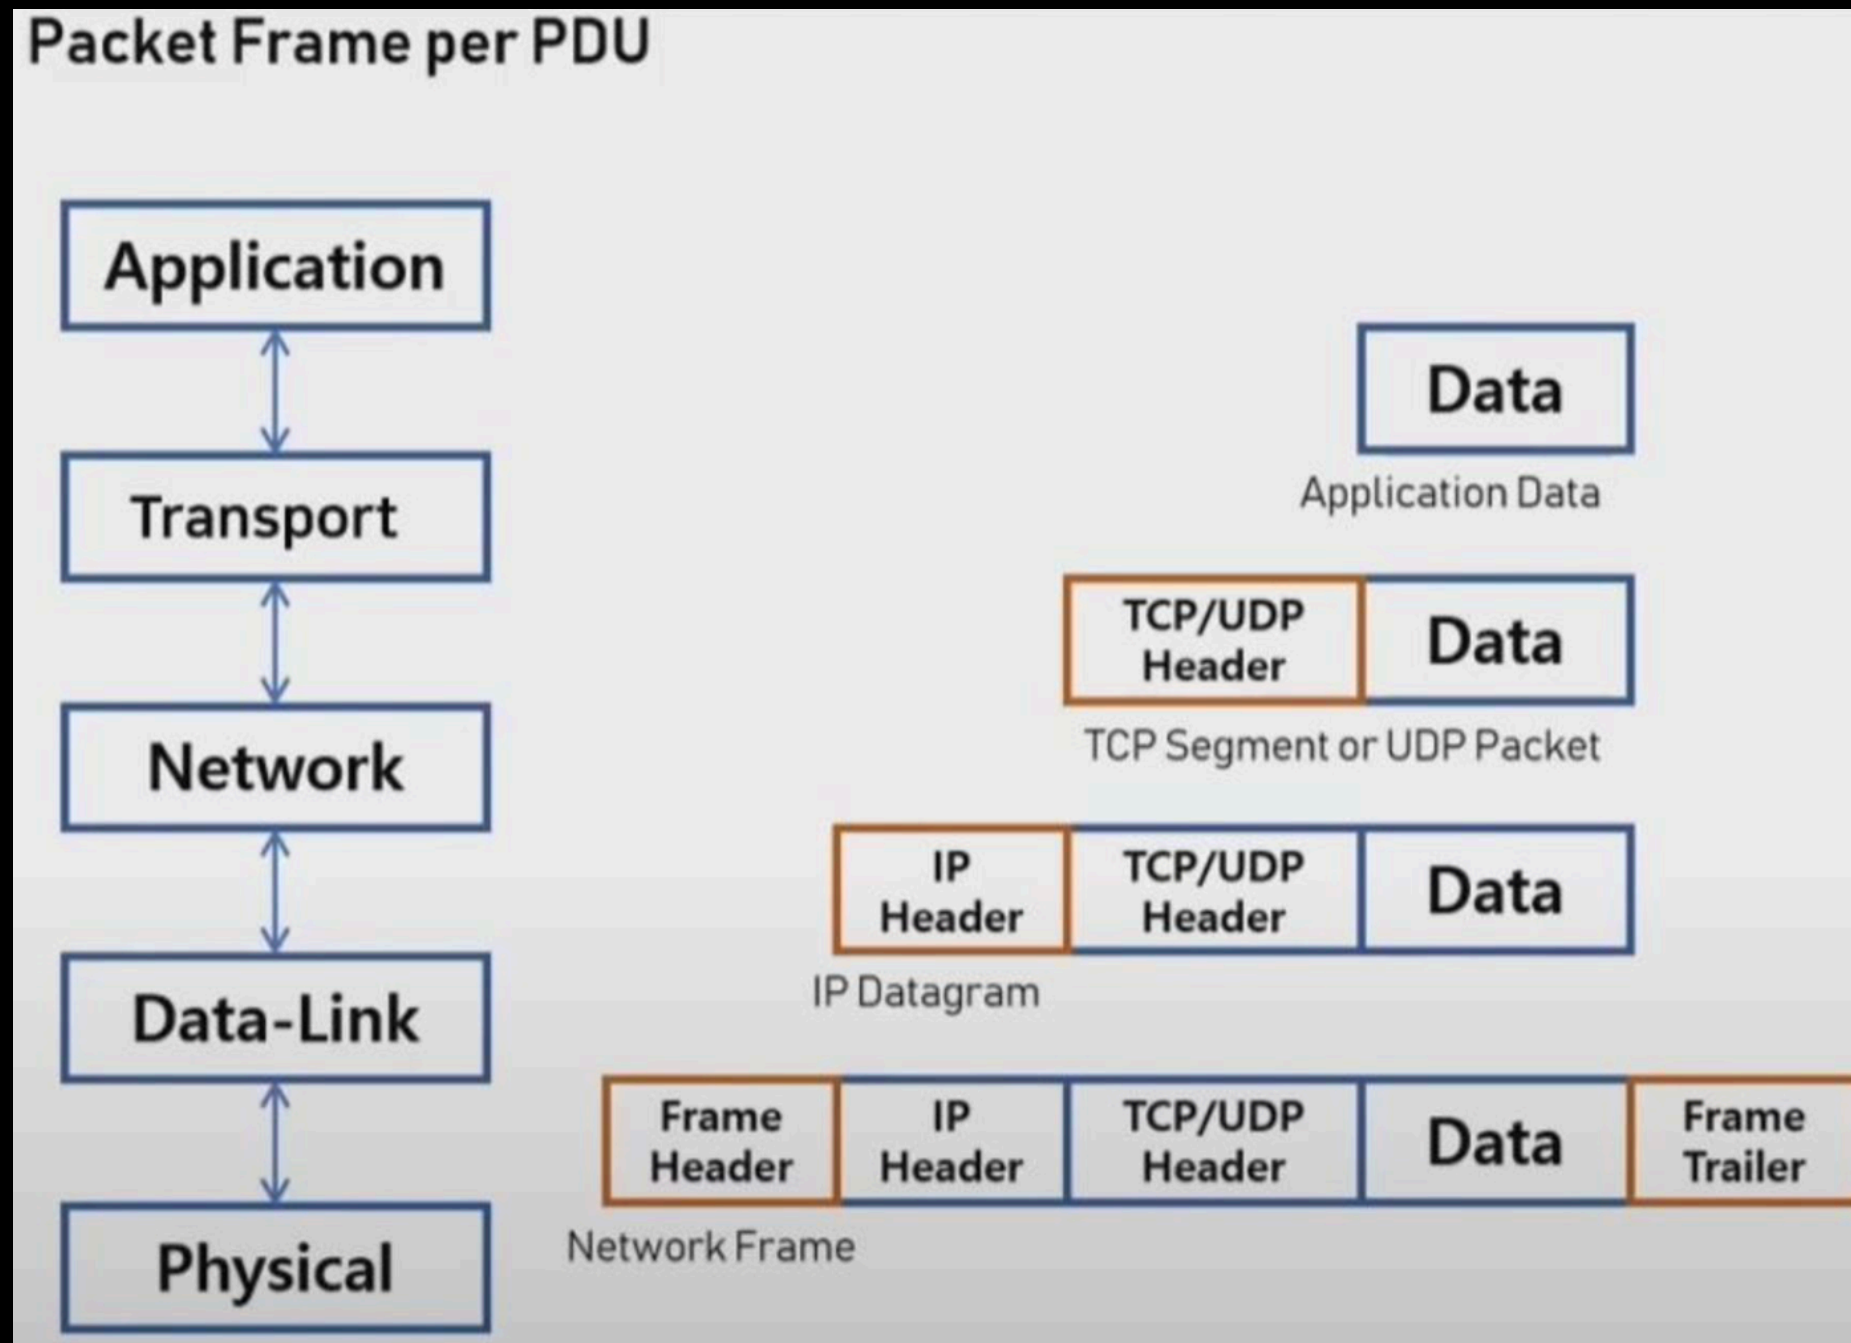 Packet Frame per PDU
Application
Data
Application Data
Transport
TCP/UDP
Header
Data
TCP Segment or UDP Packet
Network
IP
Header
TCP/UDP
Header
Data
IP Datagram
Data-Link
Frame
Header
IP
Header
TCP/UDP
Header
Data
Frame
Trailer
Network Frame
Physical